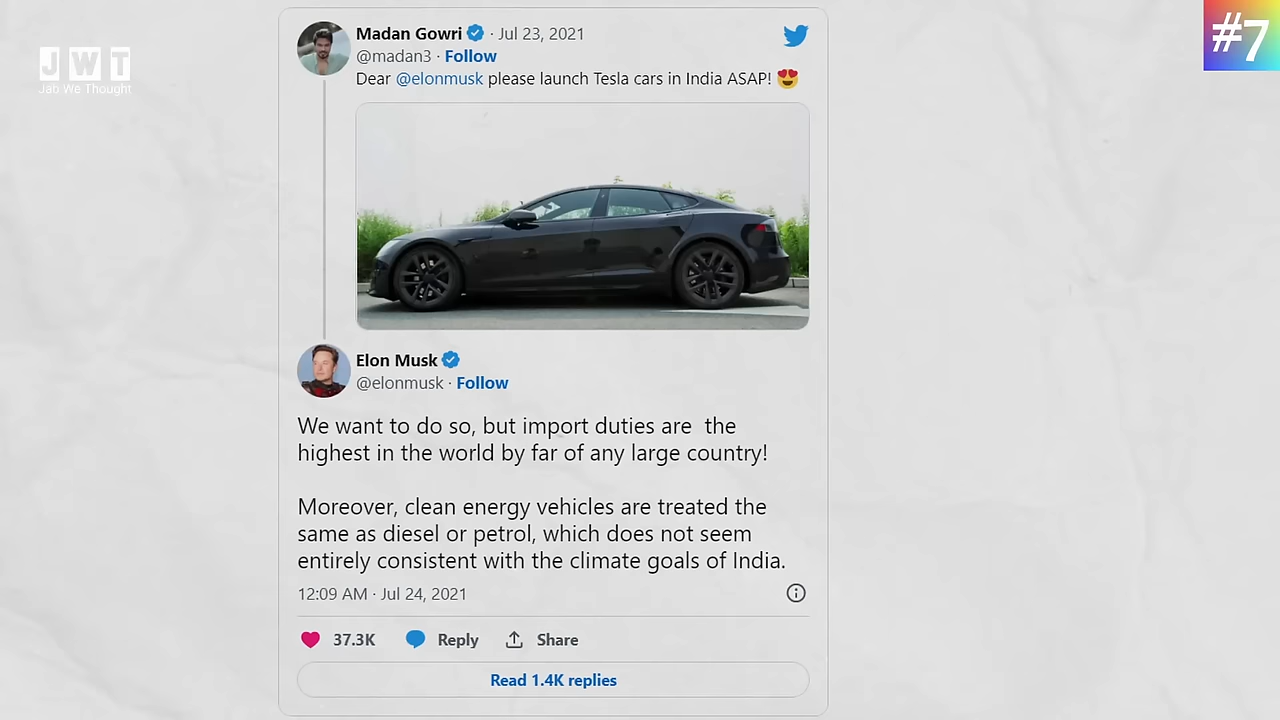 JWT
Jab We Thought
#7
Madan Gowri · Jul 23, 2021
@madan3 · Follow
Dear @elonmusk please launch Tesla cars in India ASAP! 😍
Elon Musk
@elonmusk · Follow
We want to do so, but import duties are  the
highest in the world by far of any large country!
Moreover, clean energy vehicles are treated the
same as diesel or petrol, which does not seem
entirely consistent with the climate goals of India.
12:09 AM · Jul 24, 2021
37.3K Reply Share
Read 1.4K replies